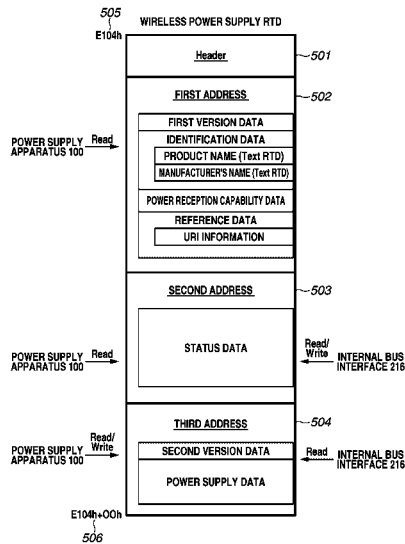 505
WIRELESS POWER SUPPLY RTD
E104h
Header
501
FIRST ADDRESS
502
FIRST VERSION DATA
IDENTIFICATION DATA
PRODUCT NAME (Text RTD)
MANUFACTURER'S NAME (Text RTD)
POWER SUPPLY
APPARATUS 100
Read
POWER RECEPTION CAPABILITY DATA
REFERENCE DATA
URI INFORMATION
SECOND ADDRESS
503
STATUS DATA
POWER SUPPLY
APPARATUS 100
Read
Read/
Write
INTERNAL BUS
INTERFACE 216
THIRD ADDRESS
504
POWER SUPPLY
APPARATUS 100
Read/
Write
SECOND VERSION DATA
POWER SUPPLY DATA
Read
INTERNAL BUS
INTERFACE 216
E104h+OOh
506